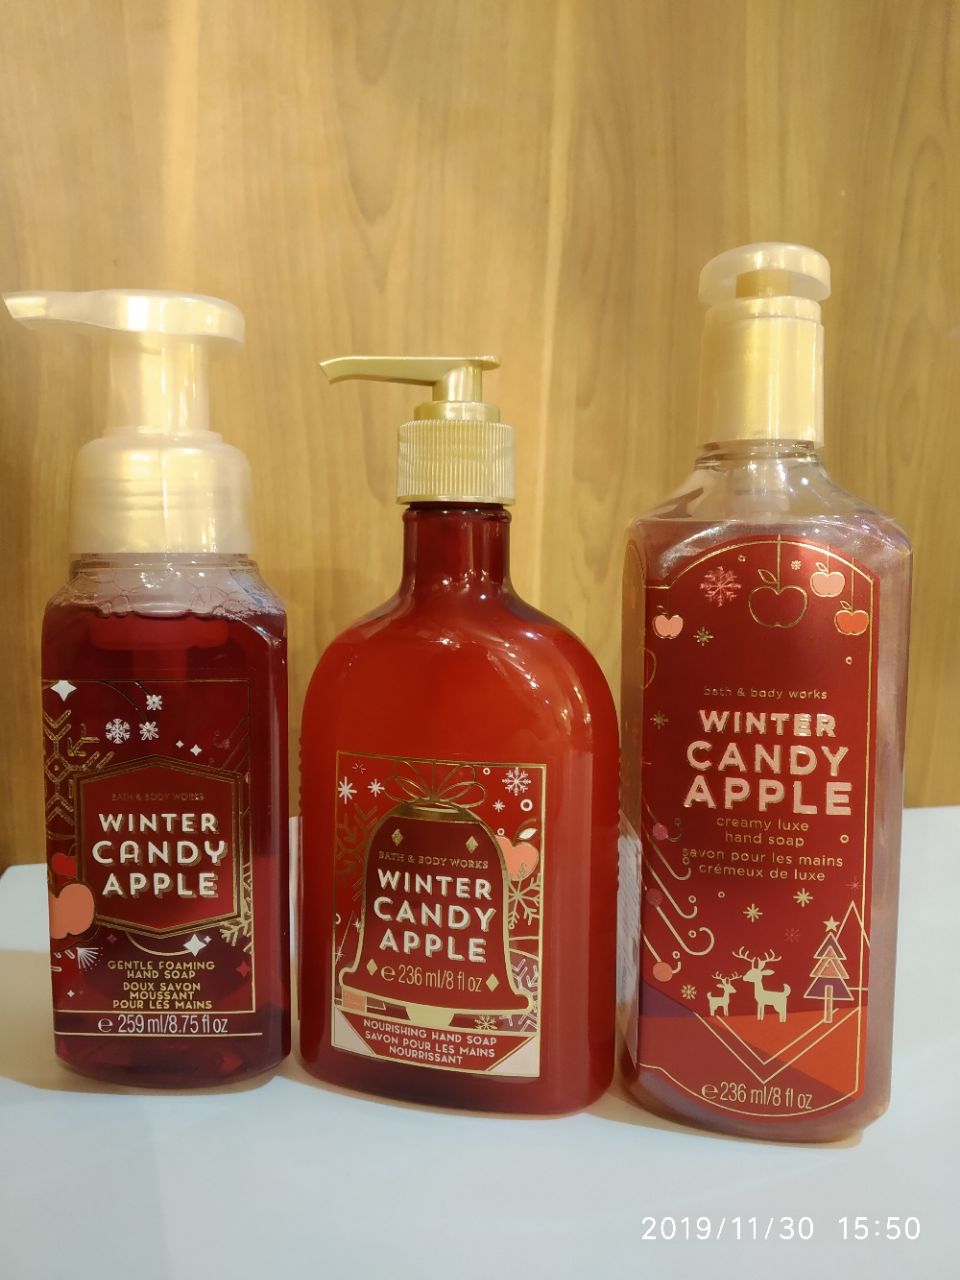 BATH & BODY WORKS
WINTER
CANDY
APPLE
GENTLE FOAMING
HAND SOAP
DOUX SAVON
MOUSSANT
POUR LES MAINS
℮ 259 ml/8.75 fl oz
BATH & BODY WORKS
WINTER
CANDY
APPLE
℮ 236 ml/8 fl oz
NOURISHING HAND SOAP
SAVON POUR LES MAINS
NOURRISSANT
bath & body works
WINTER
CANDY
APPLE
creamy luxe
hand soap
savon pour les mains
crémeux de luxe
℮ 236 ml/8 fl oz
2019/11/30 15:50